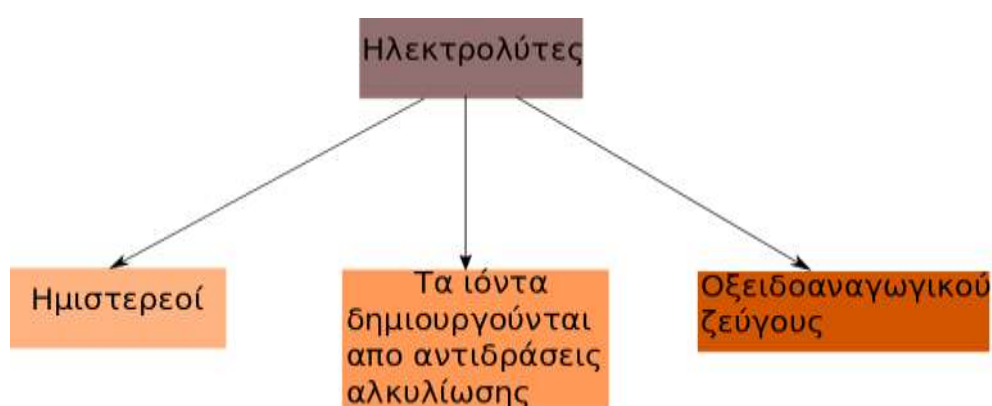 Ηλεκτρολύτες
Ημιστερεοί
Τα ιόντα
δημιουργούνται
απο αντιδράσεις
αλκυλίωσης
Οξειδοαναγωγικού
ζεύγους